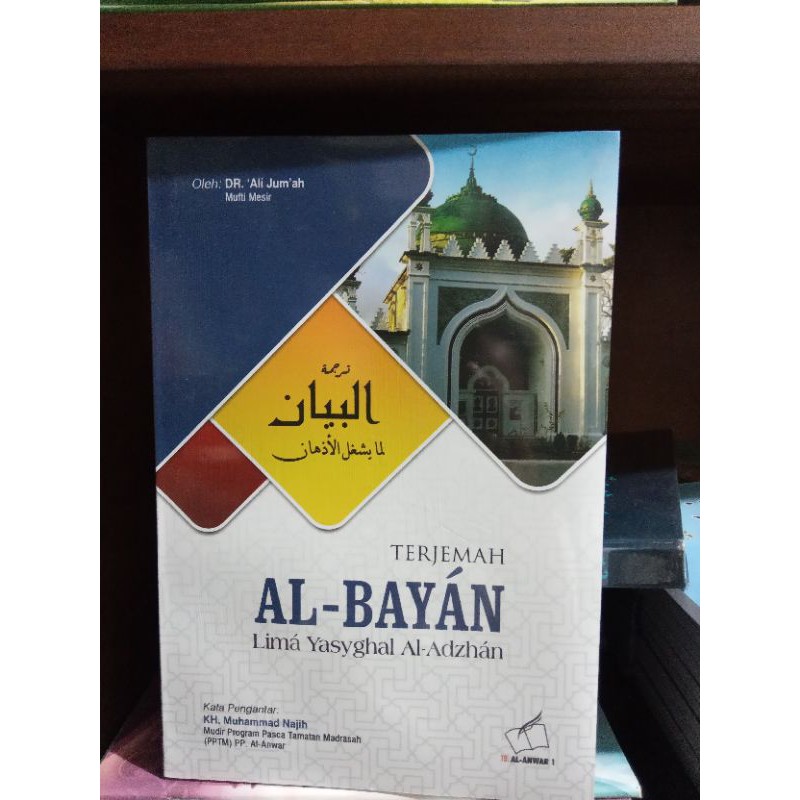 Oleh: DR. 'Ali Jum'ah
Mufti Mesir
ترجمة
البيان
لما يشغل الأذهان
TERJEMAH
AL-BAYÁN
Limá Yasyghal Al-Adzhán
Kata Pengantar:
KH. Muhammad Najih
Mudir Program Pasca Tamatan Madrasah
(PPTM) PP. Al-Anwar
TB AL-ANWAR 1